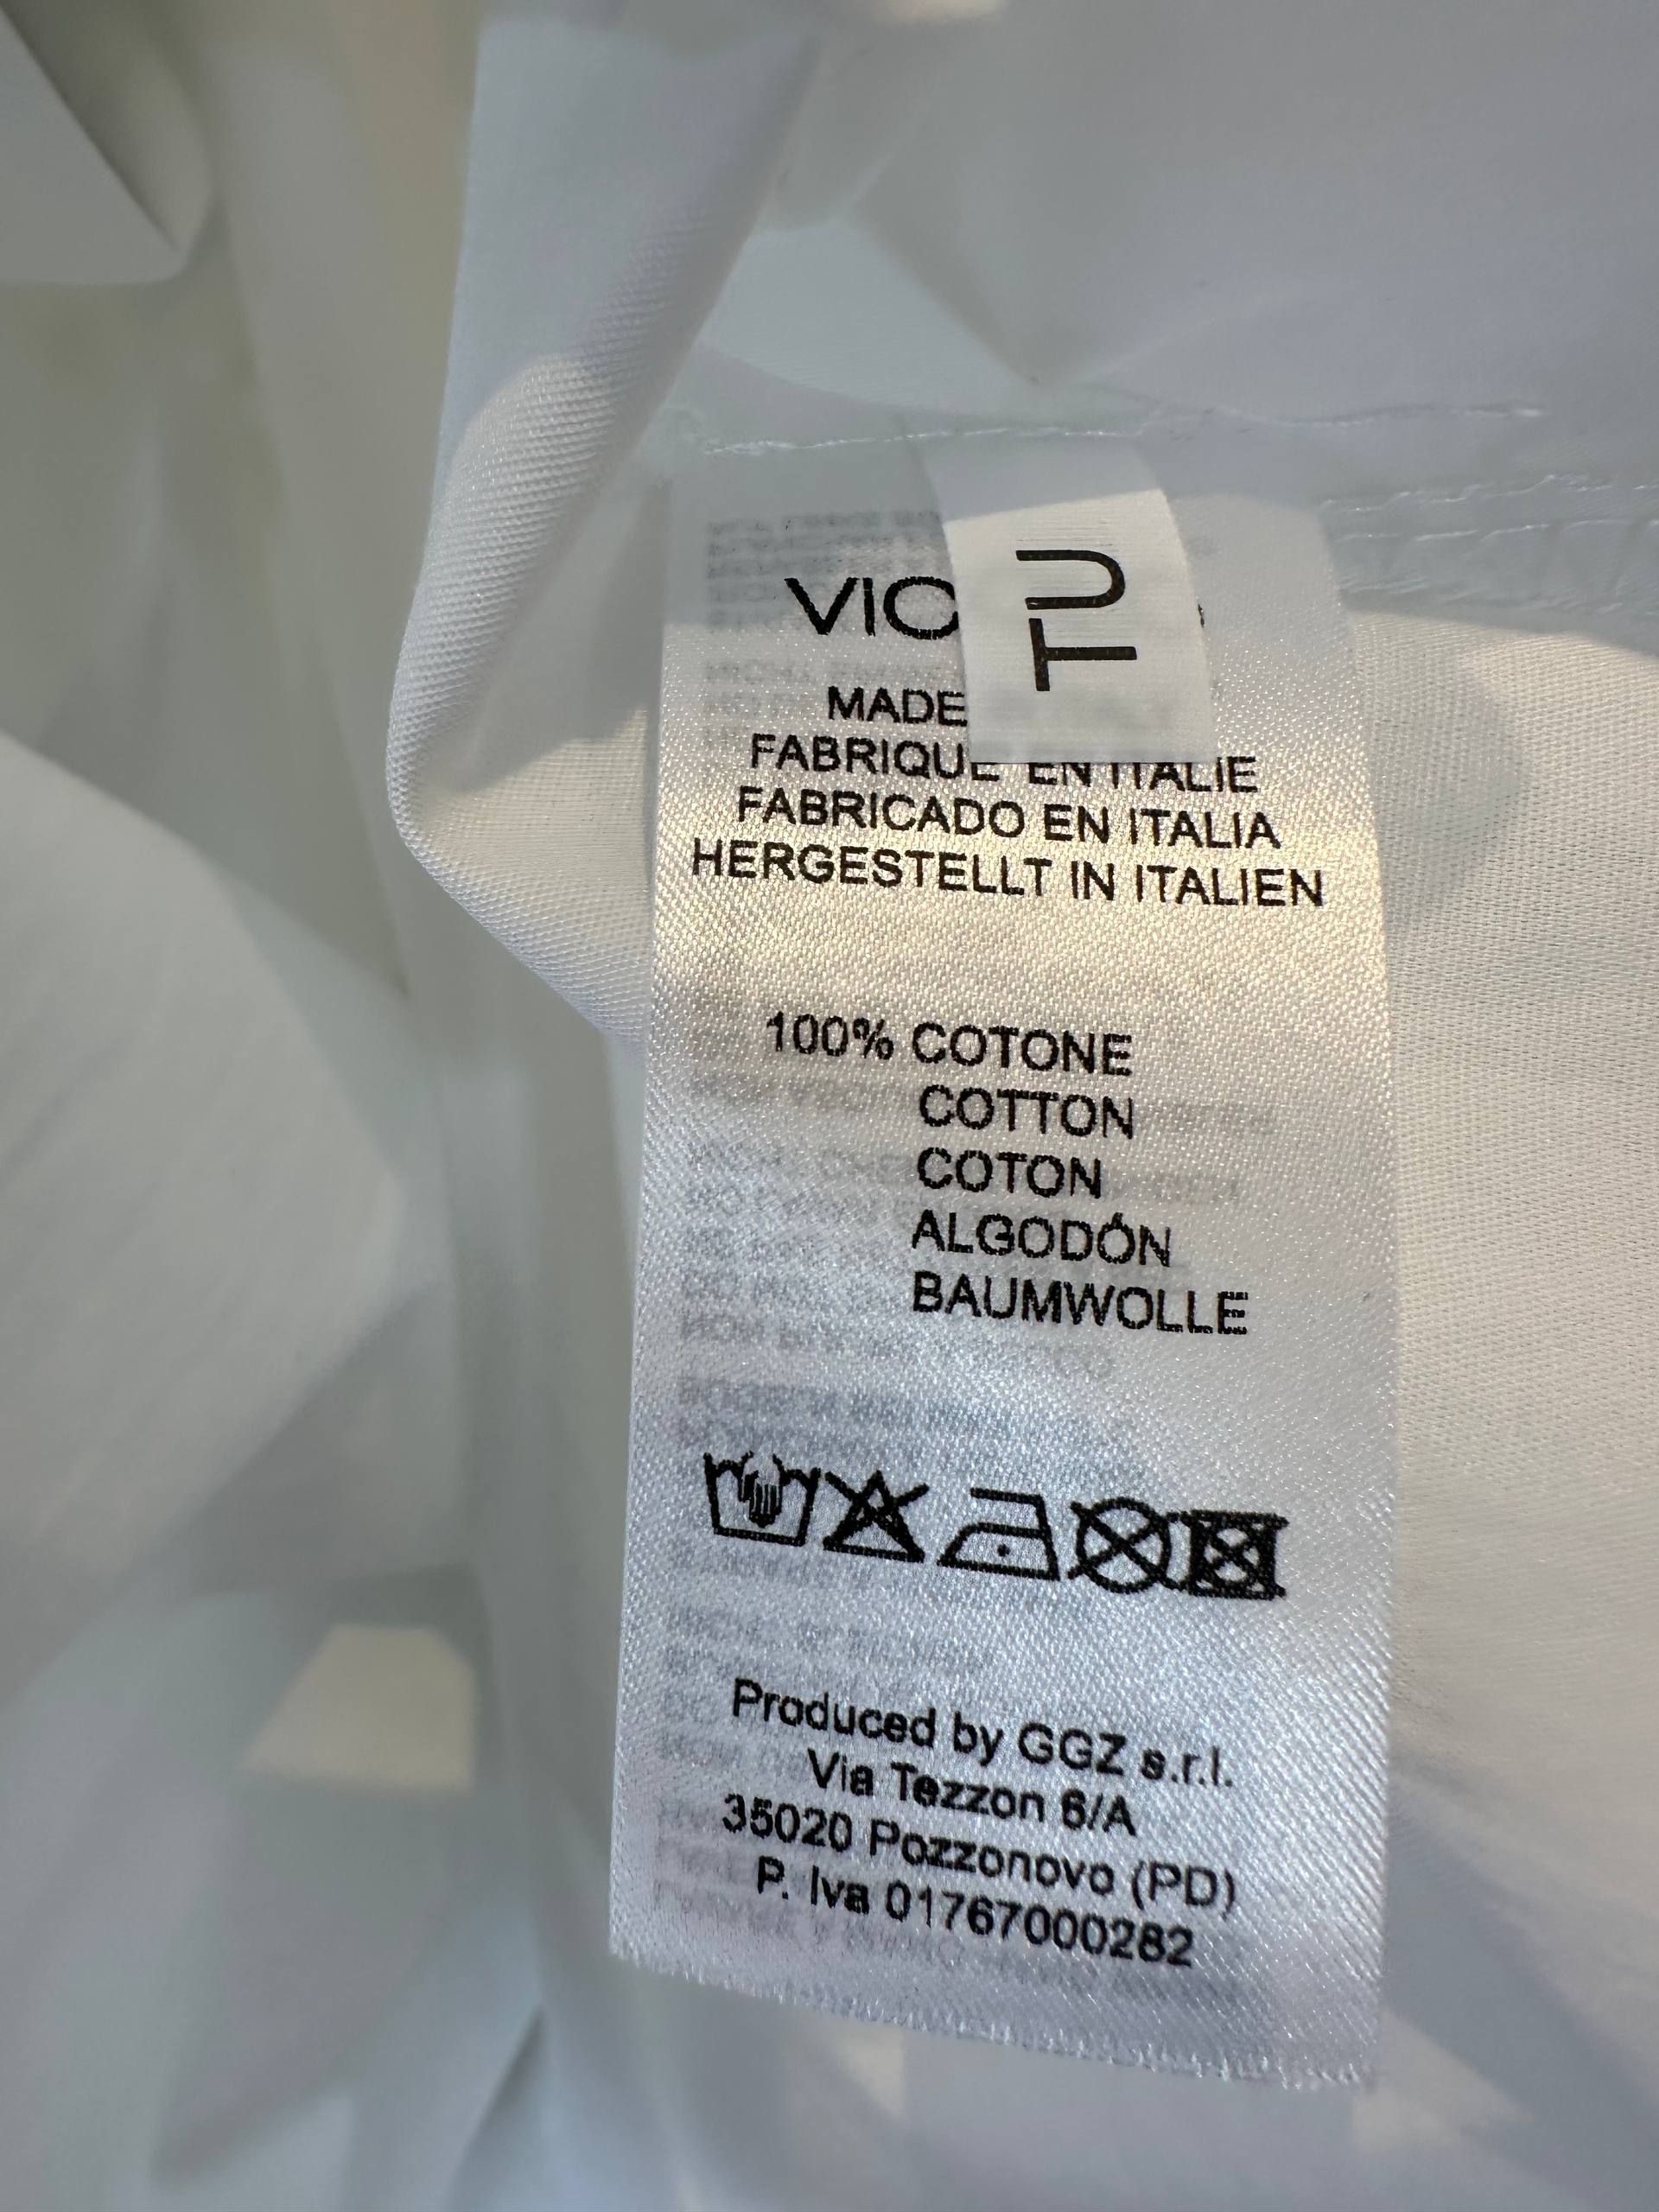 TU
VIC
MADE
FABRIQUE EN ITALIE
FABRICADO EN ITALIA
HERGESTELLT IN ITALIEN
100% COTONE
COTTON
COTON
ALGODÓN
BAUMWOLLE
Produced by GGZ s.r.l.
Via Tezzon 6/A
35020 Pozzonovo (PD)
P. Iva 01767000282